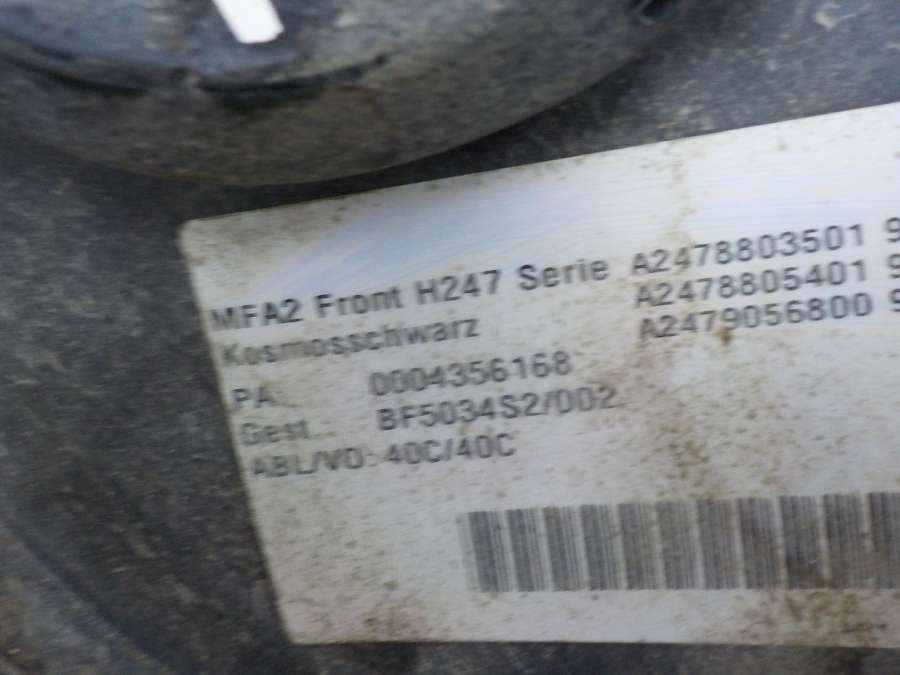 MFA2 Front H247 Serie A2478803501 9
Kosmosschwarz A2478805401 9
A2479056800 9
PA.: 0004356168
Gest.: BF5034S2/002
ABL/VD: 40C/40C